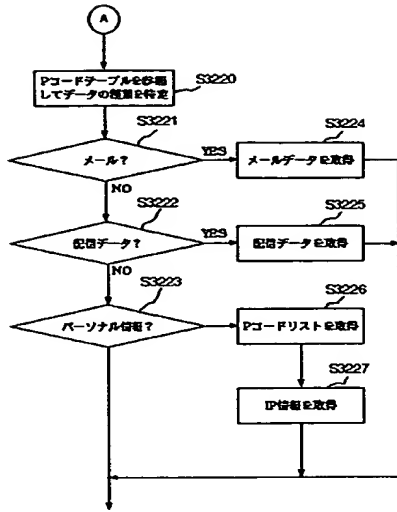 A
Pコードテーブルを参照
してデータの種類を特定
S3220
S3221
メール?
YES
S3224
メールデータを取得
NO
S3222
配信データ?
YES
S3225
配信データを取得
NO
S3223
パーソナル情報?
S3226
Pコードリストを取得
S3227
IP情報を取得